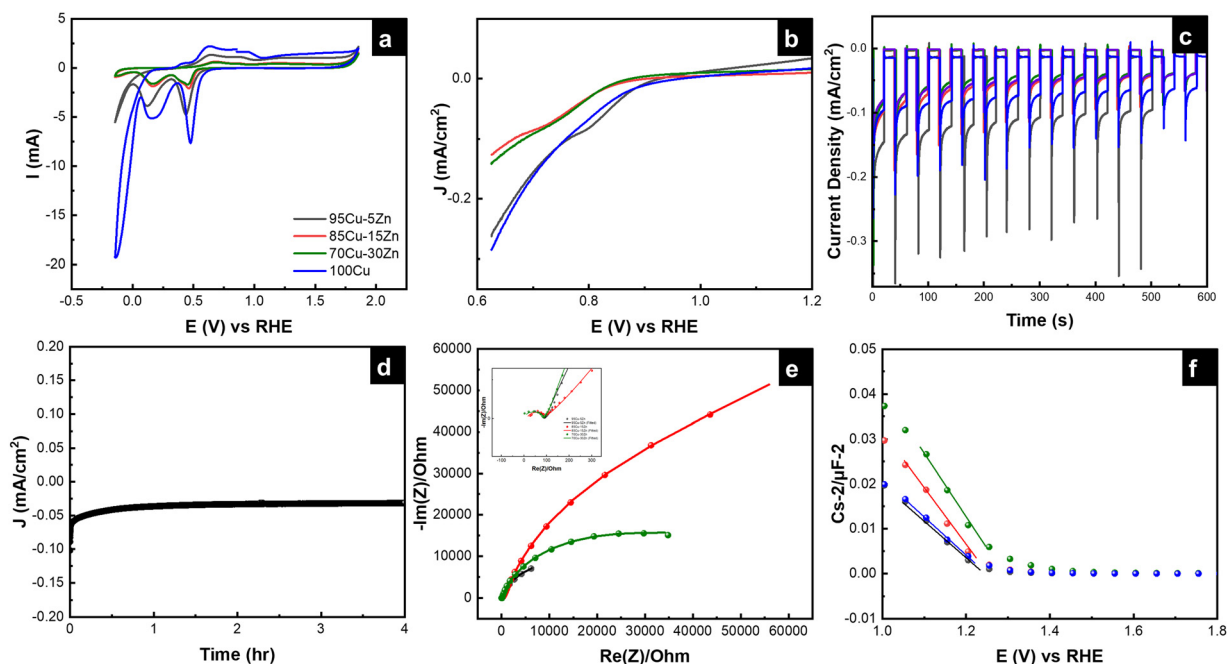 a
I (mA)
5
0
-5
-10
-15
-20
95Cu-5Zn
85Cu-15Zn
70Cu-30Zn
100Cu
-0.5 0.0 0.5 1.0 1.5 2.0
E (V) vs RHE
b
J (mA/cm2)
0.0
-0.2
0.6 0.8 1.0 1.2
E (V) vs RHE
c
Current Density (mA/cm2)
0.0
-0.1
-0.2
-0.3
0 100 200 300 400 500 600
Time (s)
d
J (mA/cm2)
0.20
0.15
0.10
0.05
0.00
-0.05
-0.10
-0.15
-0.20
0 1 2 3 4
Time (hr)
e
-Im(Z)/Ohm
60000
50000
40000
30000
20000
10000
0
-Im(Z)/Ohm
-100 0 100 200 300
Re(Z)/Ohm
0 10000 20000 30000 40000 50000 60000
Re(Z)/Ohm
f
Cs-2/µF-2
0.05
0.04
0.03
0.02
0.01
0.00
-0.01
1.0 1.2 1.4 1.6 1.8
E (V) vs RHE